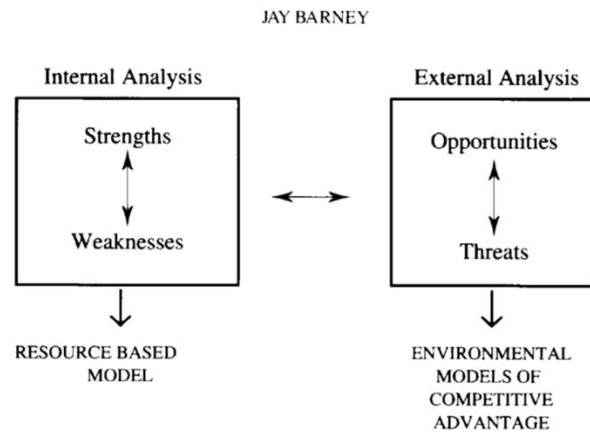 JAY BARNEY
Internal Analysis
Strengths
Weaknesses
RESOURCE BASED
MODEL
External Analysis
Opportunities
Threats
ENVIRONMENTAL
MODELS OF
COMPETITIVE
ADVANTAGE